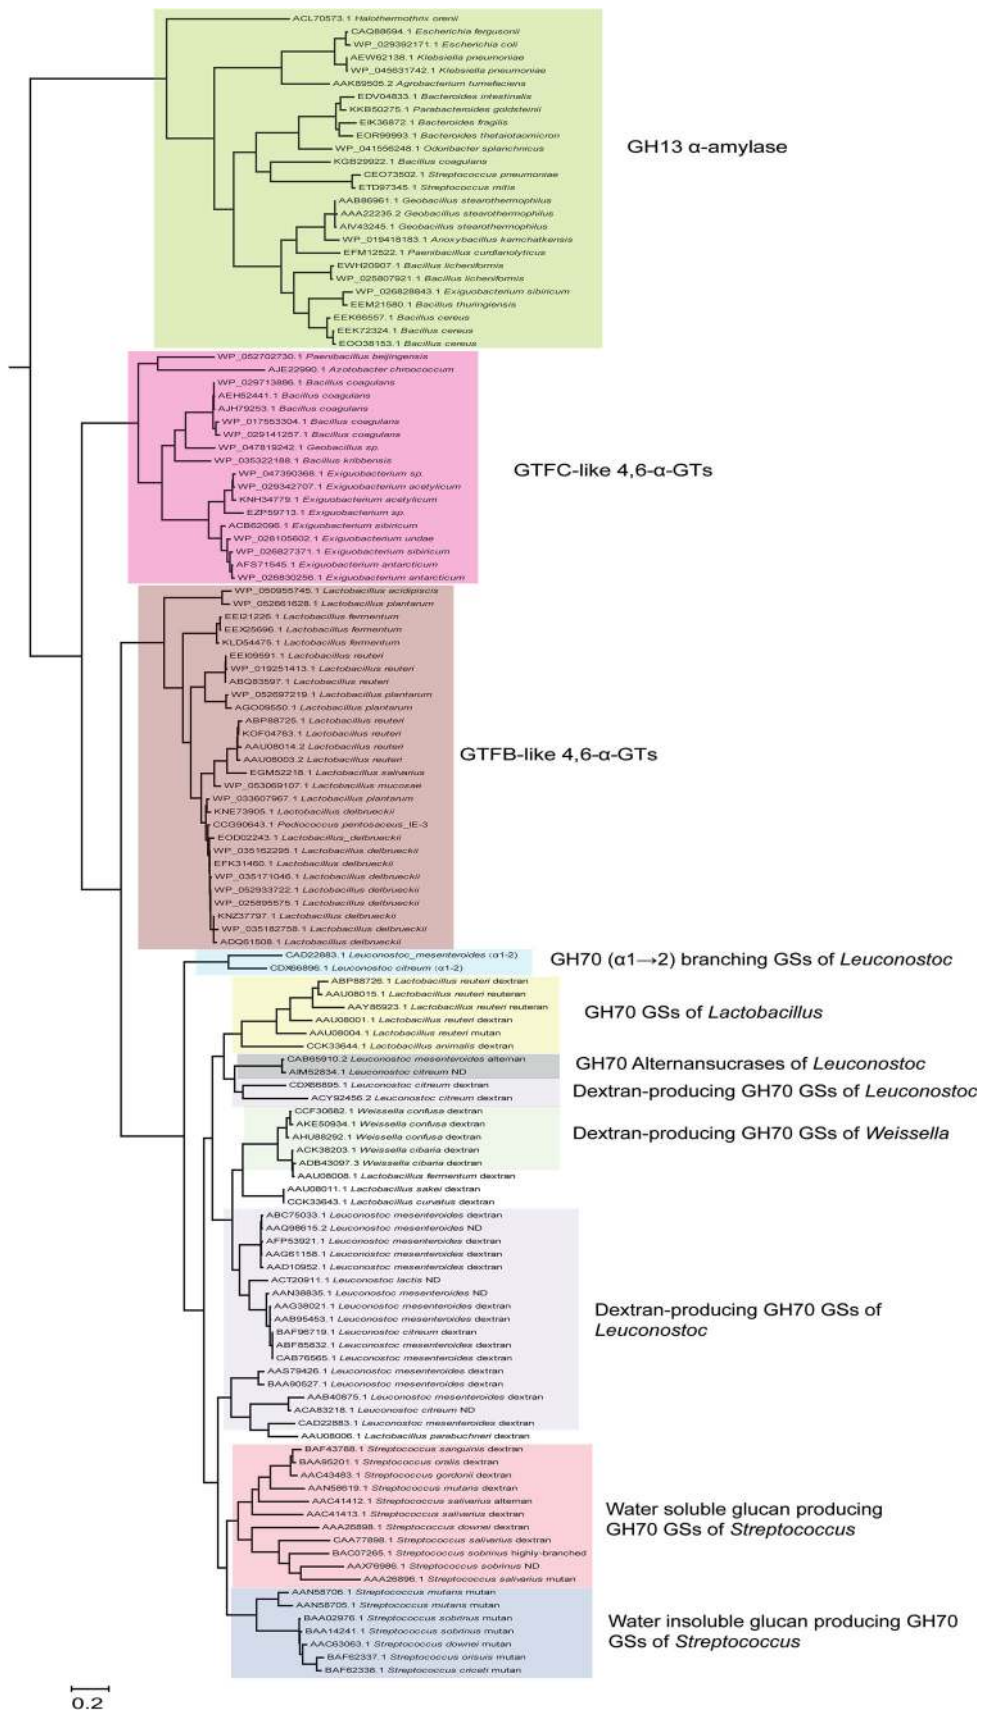 ACL70573.1 Halothermothrix orenii
CAQ88694.1 Escherichia fergusonii
WP_029392171.1 Escherichia coli
AEW62138.1 Klebsiella pneumoniae
WP_045631742.1 Klebsiella pneumoniae
AAK89505.2 Agrobacterium tumefaciens
EDV04833.1 Bacteroides intestinalis
KKB50275.1 Parabacteroides goldsteinii
EIK36872.1 Bacteroides fragilis
EOR99993.1 Bacteroides thetaiotaomicron
WP_041556248.1 Odoribacter splanchnicus
GH13 α-amylase
KGB29922.1 Bacillus coagulans
CEO73502.1 Streptococcus pneumoniae
ETD97345.1 Streptococcus mitis
AAB86961.1 Geobacillus stearothermophilus
AAA22235.2 Geobacillus stearothermophilus
AIV43245.1 Geobacillus stearothermophilus
WP_019418183.1 Anoxybacillus kamchatkensis
EFM12522.1 Paenibacillus curdlanolyticus
EWH20907.1 Bacillus licheniformis
WP_025807921.1 Bacillus licheniformis
WP_026828843.1 Exiguobacterium sibiricum
EEM21580.1 Bacillus thuringiensis
EEK66557.1 Bacillus cereus
EEK72324.1 Bacillus cereus
EOO38153.1 Bacillus cereus
WP_052702730.1 Paenibacillus beijingensis
AJE22990.1 Azotobacter chroococcum
WP_029713886.1 Bacillus coagulans
AEH52441.1 Bacillus coagulans
AJH79253.1 Bacillus coagulans
WP_017553304.1 Bacillus coagulans
WP_029141257.1 Bacillus coagulans
WP_047819242.1 Geobacillus sp.
WP_035322188.1 Bacillus kribbensis
GTFC-like 4,6-α-GTs
WP_047390368.1 Exiguobacterium sp.
WP_029342707.1 Exiguobacterium acetylicum
KNH34779.1 Exiguobacterium acetylicum
EZP59713.1 Exiguobacterium sp.
ACB62096.1 Exiguobacterium sibiricum
WP_026105602.1 Exiguobacterium undae
WP_026827371.1 Exiguobacterium sibiricum
AFS71545.1 Exiguobacterium antarcticum
WP_026830256.1 Exiguobacterium antarcticum
WP_050955745.1 Lactobacillus acidipiscis
WP_052661628.1 Lactobacillus plantarum
EEI21226.1 Lactobacillus fermentum
EEX25696.1 Lactobacillus fermentum
KLD54475.1 Lactobacillus fermentum
EEI09591.1 Lactobacillus reuteri
WP_019251413.1 Lactobacillus reuteri
ABQ83597.1 Lactobacillus reuteri
WP_052697219.1 Lactobacillus plantarum
AGO09550.1 Lactobacillus plantarum
ABP88725.1 Lactobacillus reuteri
KOF04763.1 Lactobacillus reuteri
AAU08014.2 Lactobacillus reuteri
GTFB-like 4,6-α-GTs
AAU08003.2 Lactobacillus reuteri
EGM52218.1 Lactobacillus salivarius
WP_053069107.1 Lactobacillus mucosae
WP_033607967.1 Lactobacillus plantarum
KNE73905.1 Lactobacillus delbrueckii
CCG90643.1 Pediococcus pentosaceus_IE-3
EOD02243.1 Lactobacillus_delbrueckii
WP_035162295.1 Lactobacillus delbrueckii
EFK31460.1 Lactobacillus delbrueckii
WP_035171046.1 Lactobacillus delbrueckii
WP_052933722.1 Lactobacillus delbrueckii
WP_025895575.1 Lactobacillus delbrueckii
KNZ37797.1 Lactobacillus delbrueckii
WP_035182758.1 Lactobacillus delbrueckii
ADQ61508.1 Lactobacillus delbrueckii
CAD22883.1 Leuconostoc_mesenteroides (α1-2)
GH70 (α1→2) branching GSs of Leuconostoc
CDX66896.1 Leuconostoc citreum (α1-2)
ABP88726.1 Lactobacillus reuteri dextran
AAU08015.1 Lactobacillus reuteri reuteran
AAY86923.1 Lactobacillus reuteri reuteran
GH70 GSs of Lactobacillus
AAU08001.1 Lactobacillus reuteri dextran
AAU08004.1 Lactobacillus reuteri mutan
CCK33644.1 Lactobacillus animalis dextran
CAB65910.2 Leuconostoc mesenteroides alternan
GH70 Alternansucrases of Leuconostoc
AIM52834.1 Leuconostoc citreum ND
CDX66895.1 Leuconostoc citreum dextran
Dextran-producing GH70 GSs of Leuconostoc
ACY92456.2 Leuconostoc citreum dextran
CCF30682.1 Weissella confusa dextran
AKE50934.1 Weissella confusa dextran
Dextran-producing GH70 GSs of Weissella
AHU88292.1 Weissella confusa dextran
ACK38203.1 Weissella cibaria dextran
ADB43097.3 Weissella cibaria dextran
AAU08008.1 Lactobacillus fermentum dextran
AAU08011.1 Lactobacillus sakei dextran
CCK33643.1 Lactobacillus curvatus dextran
ABC75033.1 Leuconostoc mesenteroides dextran
AAQ98615.2 Leuconostoc mesenteroides ND
AFP53921.1 Leuconostoc mesenteroides dextran
AAG61158.1 Leuconostoc mesenteroides dextran
AAD10952.1 Leuconostoc mesenteroides dextran
ACT20911.1 Leuconostoc lactis ND
AAN38835.1 Leuconostoc mesenteroides ND
AAG38021.1 Leuconostoc mesenteroides dextran
Dextran-producing GH70 GSs of
Leuconostoc
AAB95453.1 Leuconostoc mesenteroides dextran
BAF96719.1 Leuconostoc citreum dextran
ABF85832.1 Leuconostoc mesenteroides dextran
CAB76565.1 Leuconostoc mesenteroides dextran
AAS79426.1 Leuconostoc mesenteroides dextran
BAA90527.1 Leuconostoc mesenteroides dextran
AAB40875.1 Leuconostoc mesenteroides dextran
ACA83218.1 Leuconostoc citreum ND
CAD22883.1 Leuconostoc mesenteroides dextran
AAU08006.1 Lactobacillus parabuchneri dextran
BAF43788.1 Streptococcus sanguinis dextran
BAA95201.1 Streptococcus oralis dextran
AAC43483.1 Streptococcus gordonii dextran
AAN58619.1 Streptococcus mutans dextran
AAC41412.1 Streptococcus salivarius alternan
AAC41413.1 Streptococcus salivarius dextran
Water soluble glucan producing
GH70 GSs of Streptococcus
AAA26898.1 Streptococcus downei dextran
CAA77898.1 Streptococcus salivarius dextran
BAC07265.1 Streptococcus sobrinus highly-branched
AAX76986.1 Streptococcus sobrinus ND
AAA26896.1 Streptococcus salivarius mutan
AAN58706.1 Streptococcus mutans mutan
AAN58705.1 Streptococcus mutans mutan
BAA02976.1 Streptococcus sobrinus mutan
Water insoluble glucan producing GH70
GSs of Streptococcus
BAA14241.1 Streptococcus sobrinus mutan
AAC63063.1 Streptococcus downei mutan
BAF62337.1 Streptococcus orisuis mutan
BAF62338.1 Streptococcus criceti mutan
0.2